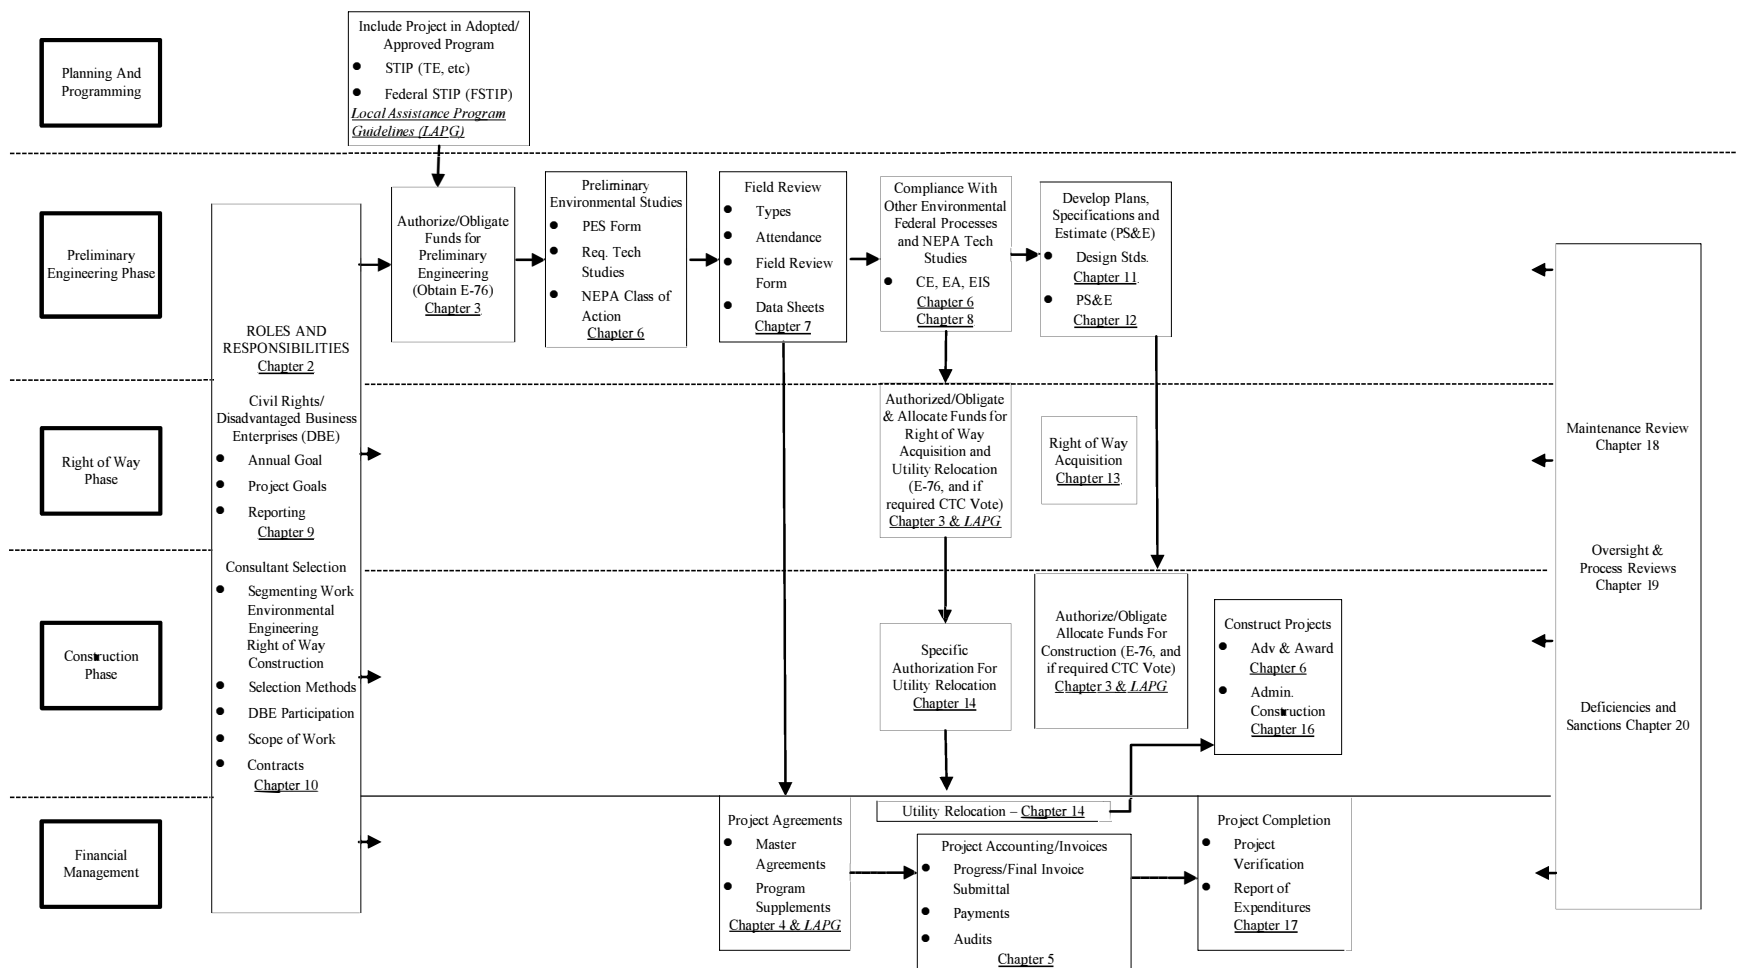 Planning And
Programming
Include Project in Adopted/
Approved Program
● STIP (TE, etc)
● Federal STIP (FSTIP)
Local Assistance Program
Guidelines (LAPG)
Preliminary
Engineering Phase
Authorize/Obligate
Funds for
Preliminary
Engineering
(Obtain E-76)
Chapter 3
Preliminary
Environmental Studies
● PES Form
● Req. Tech
Studies
● NEPA Class of
Action
Chapter 6
Field Review
● Types
● Attendance
● Field Review
Form
● Data Sheets
Chapter 7
Compliance With
Other Environmental
Federal Processes
and NEPA Tech
Studies
● CE, EA, EIS
Chapter 6
Chapter 8
Develop Plans,
Specifications and
Estimate (PS&E)
● Design Stds.
Chapter 11.
● PS&E
Chapter 12
ROLES AND
RESPONSIBILITIES
Chapter 2
Civil Rights/
Disadvantaged Business
Enterprises (DBE)
● Annual Goal
● Project Goals
● Reporting
Chapter 9
Consultant Selection
● Segmenting Work
Environmental
Engineering
Right of Way
Construction
● Selection Methods
● DBE Participation
● Scope of Work
● Contracts
Chapter 10
Right of Way
Phase
Authorized/Obligate
& Allocate Funds for
Right of Way
Acquisition and
Utility Relocation
(E-76, and if
required CTC Vote)
Chapter 3 & LAPG
Right of Way
Acquisition
Chapter 13
Maintenance Review
Chapter 18
Oversight &
Process Reviews
Chapter 19
Deficiencies and
Sanctions Chapter 20
Construction
Phase
Specific
Authorization For
Utility Relocation
Chapter 14
Authorize/Obligate
Allocate Funds For
Construction (E-76, and
if required CTC Vote)
Chapter 3 & LAPG
Construct Projects
● Adv & Award
Chapter 6
● Admin.
Construction
Chapter 16
Utility Relocation – Chapter 14
Financial
Management
Project Agreements
● Master
Agreements
● Program
Supplements
Chapter 4 & LAPG
Project Accounting/Invoices
● Progress/Final Invoice
Submittal
● Payments
● Audits
Chapter 5
Project Completion
● Project
Verification
● Report of
Expenditures
Chapter 17